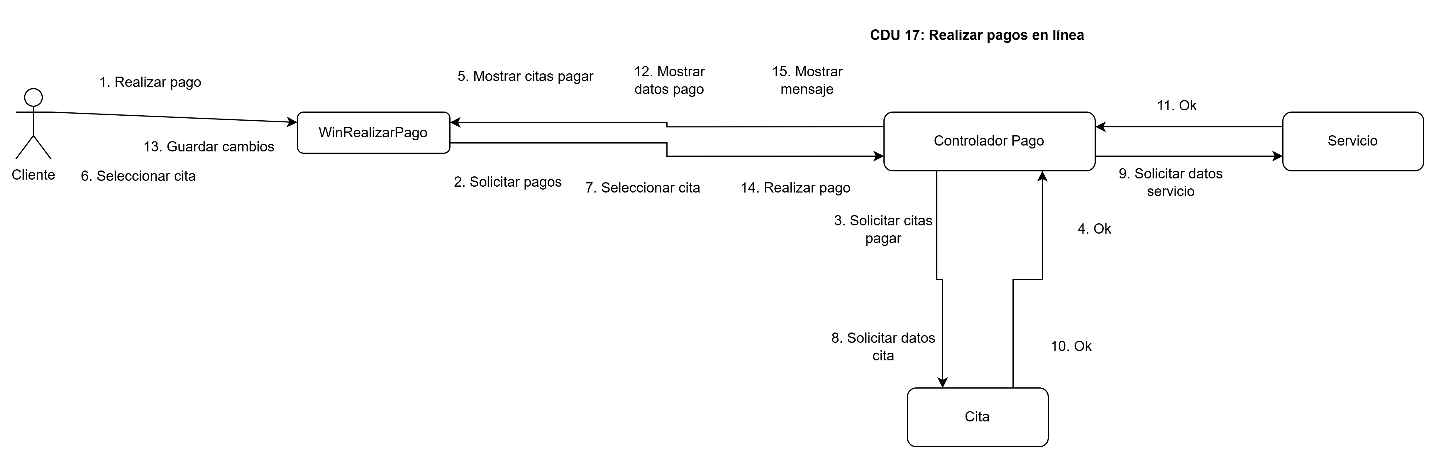 CDU 17: Realizar pagos en línea
1. Realizar pago
5. Mostrar citas pagar
12. Mostrar
datos pago
15. Mostrar
mensaje
11. Ok
WinRealizarPago
Controlador Pago
Servicio
13. Guardar cambios
Cliente
6. Seleccionar cita
2. Solicitar pagos
7. Seleccionar cita
14. Realizar pago
9. Solicitar datos
servicio
3. Solicitar citas
pagar
4. Ok
8. Solicitar datos
cita
10. Ok
Cita